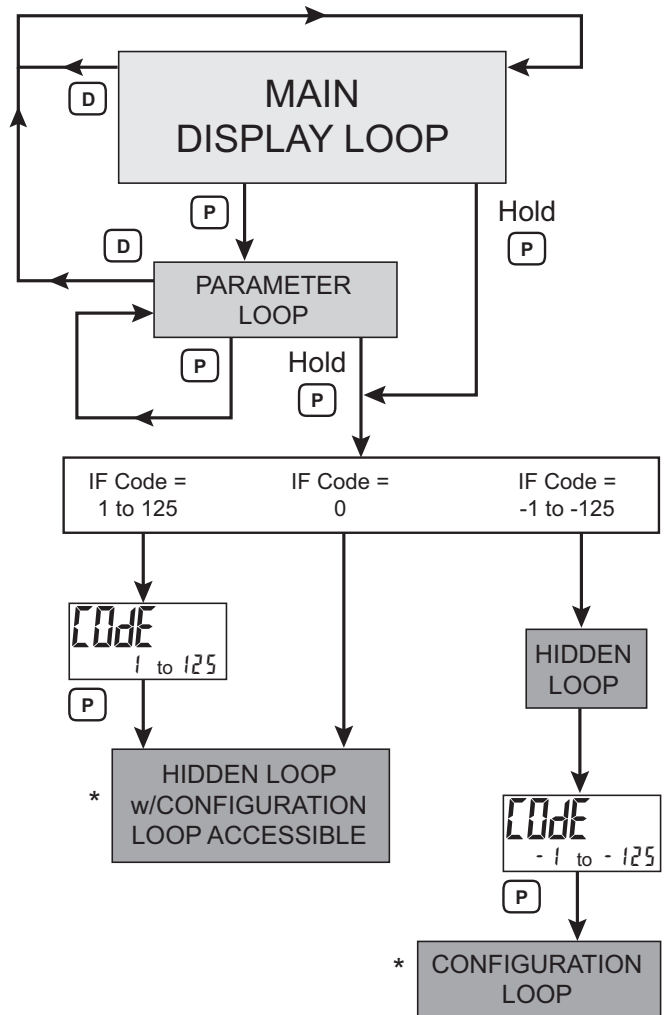 D
MAIN
DISPLAY LOOP
P
Hold
P
D
PARAMETER
LOOP
P
Hold
P
IF Code =
1 to 125
IF Code =
0
IF Code =
-1 to -125
CODE
1 to 125
P
HIDDEN
LOOP
*
HIDDEN LOOP
w/CONFIGURATION
LOOP ACCESSIBLE
CODE
-1 to -125
P
*
CONFIGURATION
LOOP